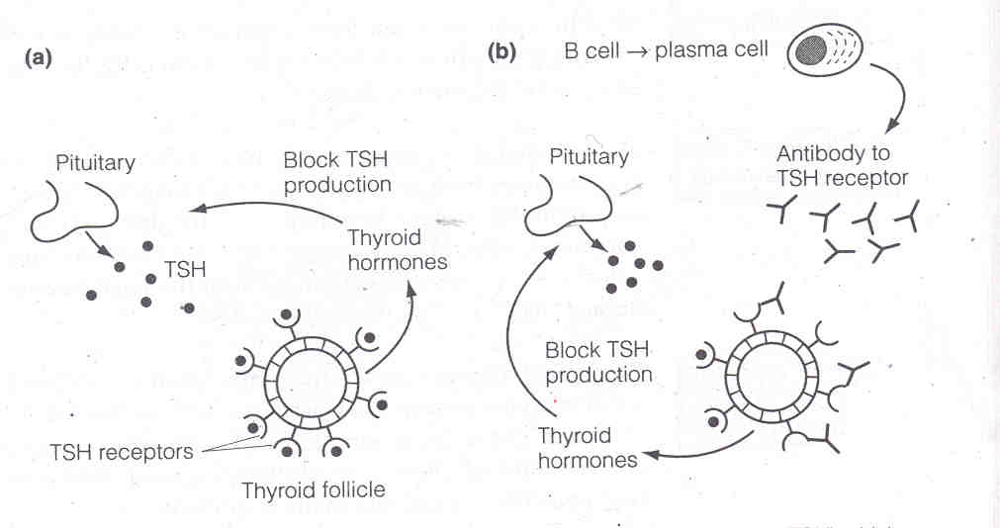 (a)
Pituitary
Block TSH
production
Thyroid
hormones
TSH
TSH receptors
Thyroid follicle
(b)
B cell → plasma cell
Pituitary
Antibody to
TSH receptor
Block TSH
production
Thyroid
hormones